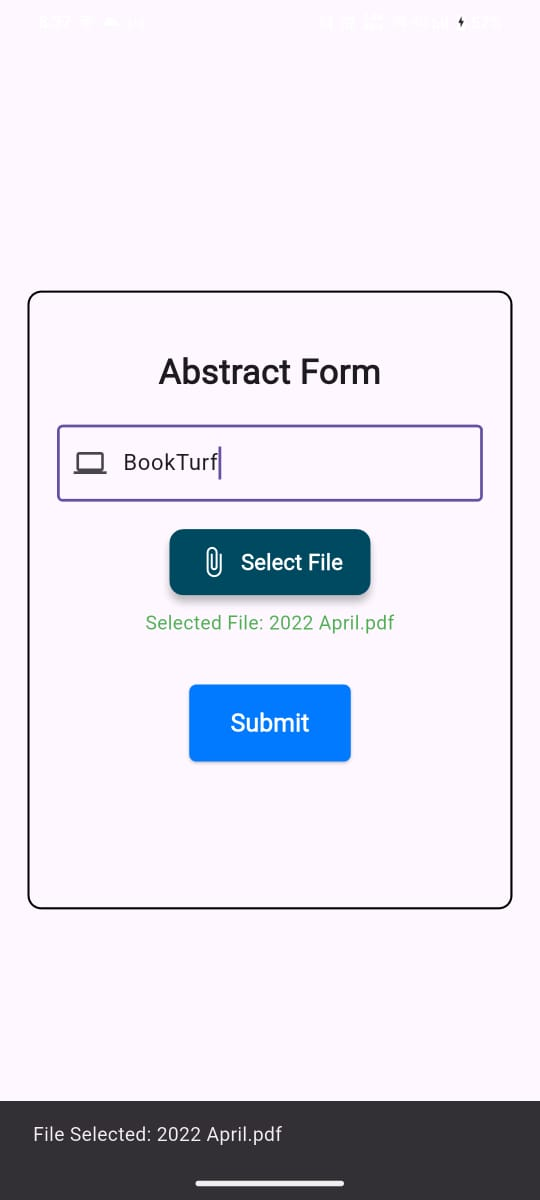 Abstract Form
BookTurf
Select File
Selected File: 2022 April.pdf
Submit
File Selected: 2022 April.pdf